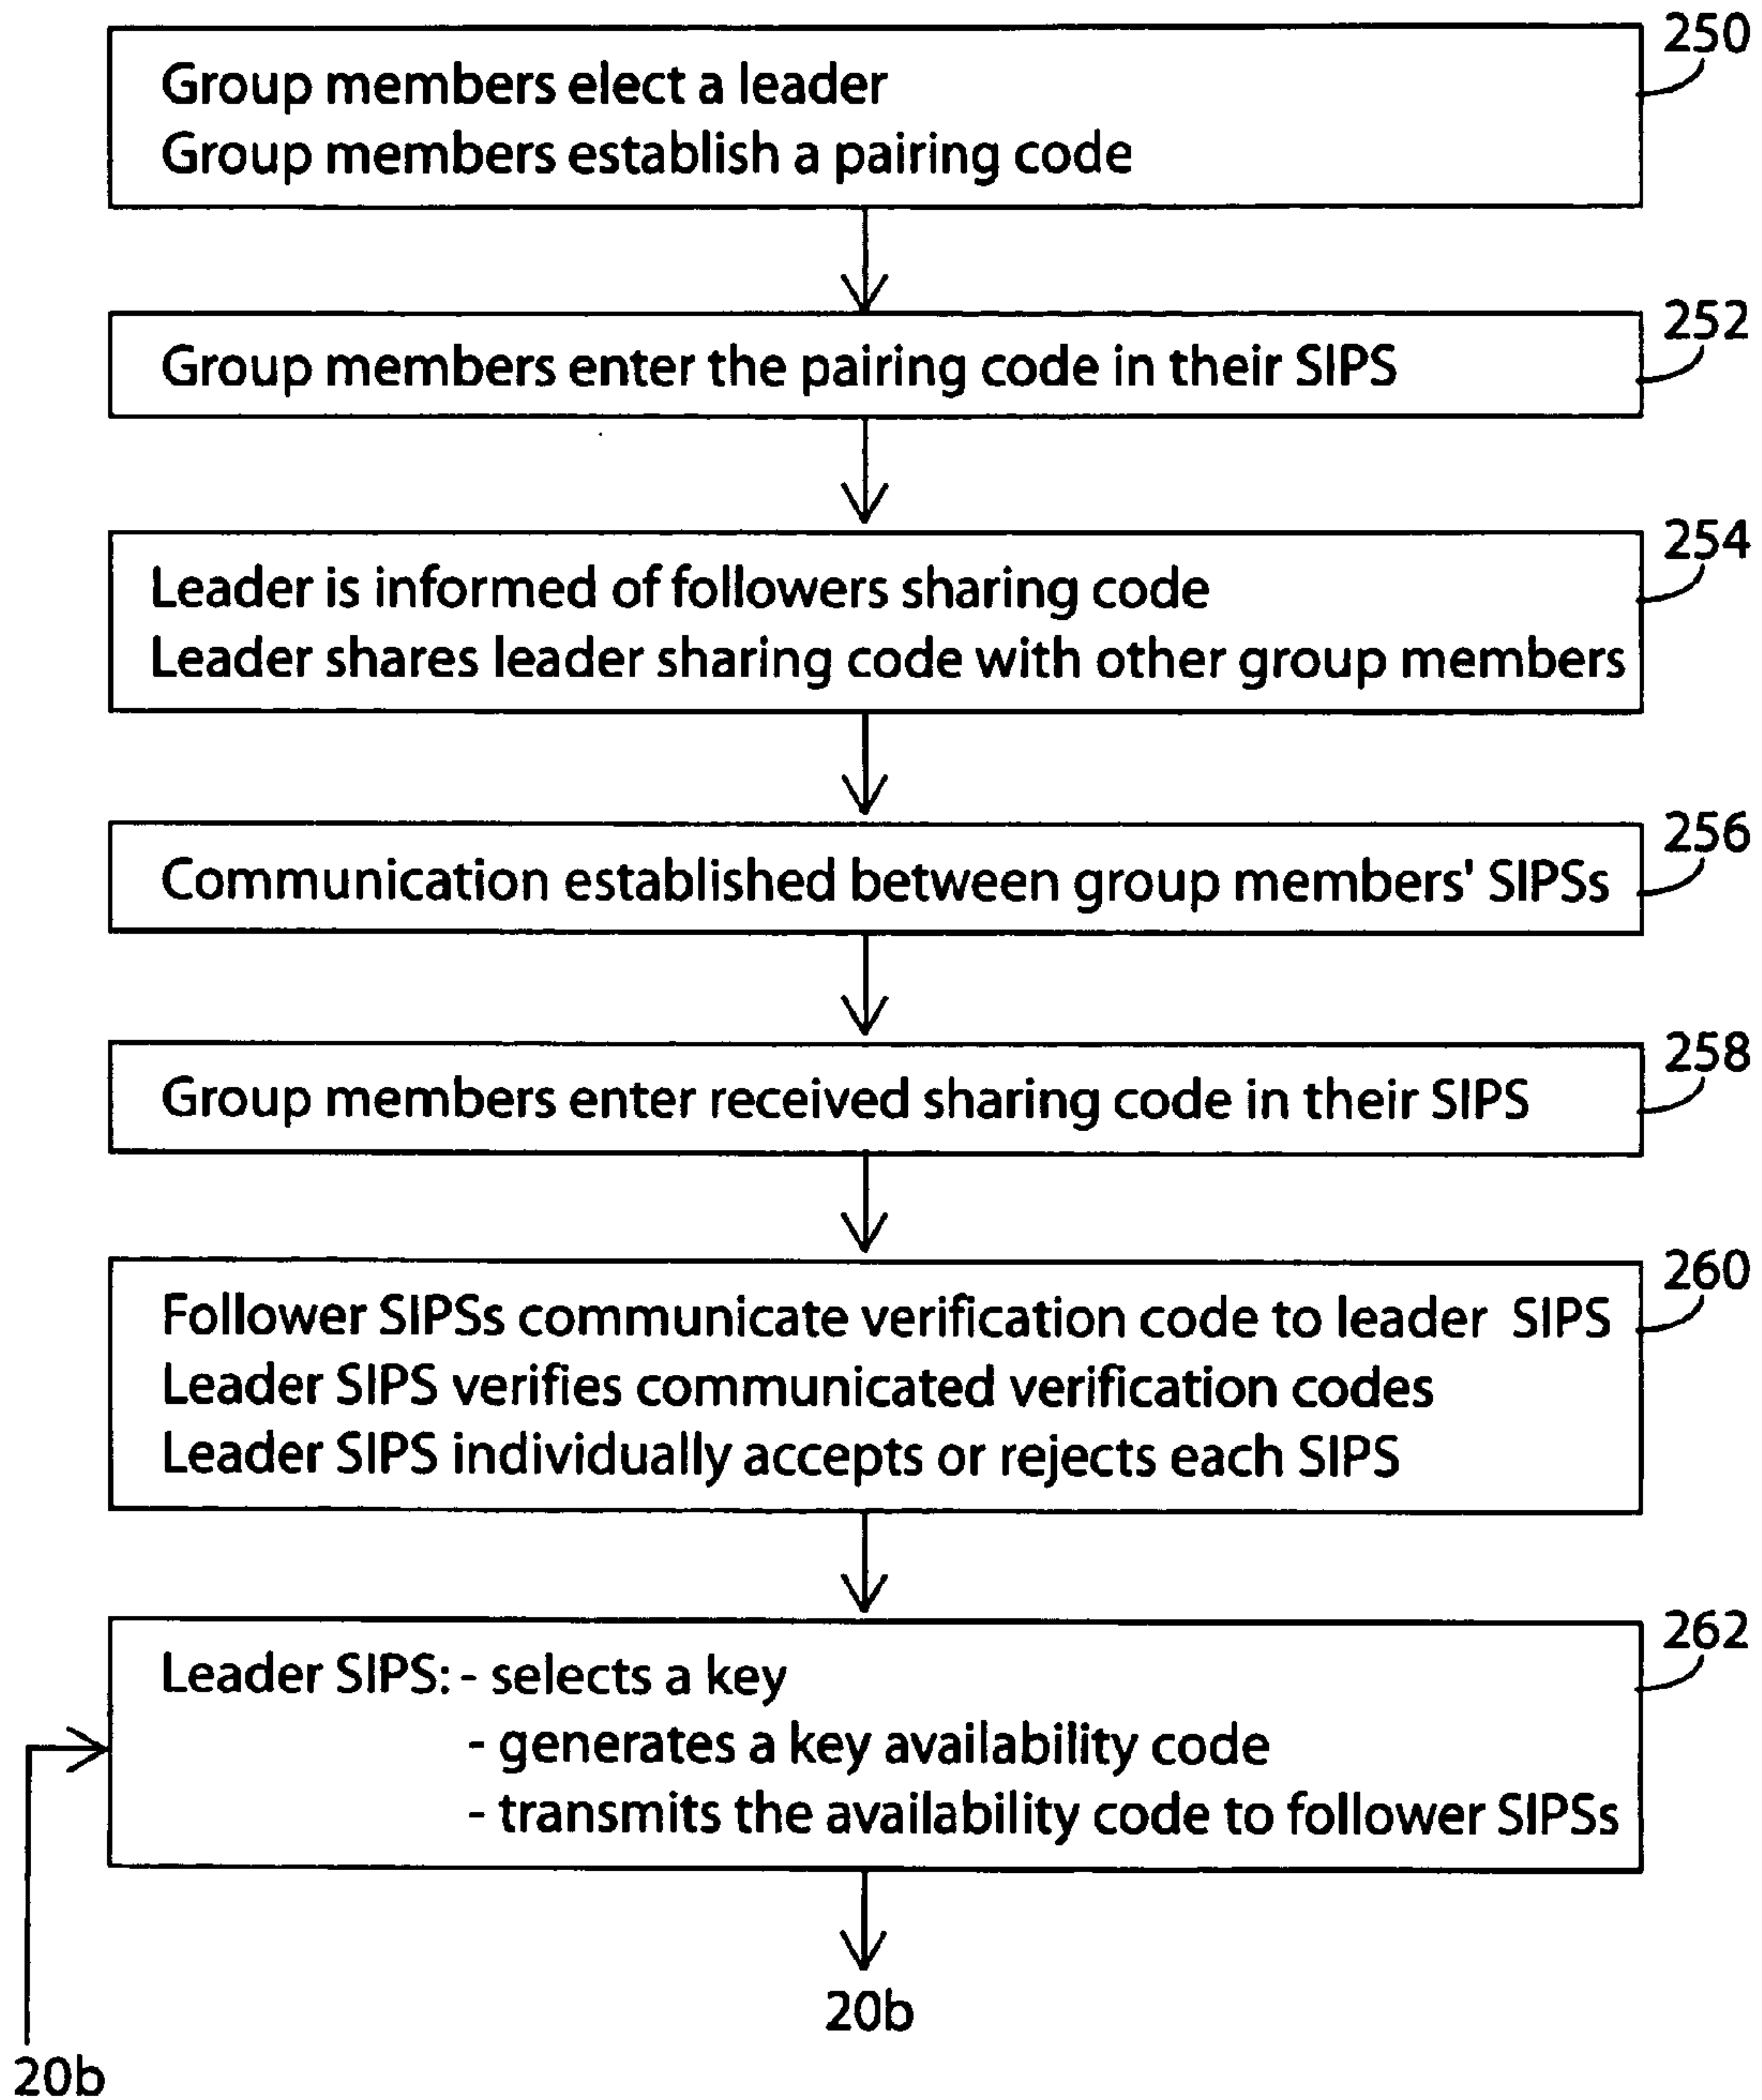 250
Group members elect a leader
Group members establish a pairing code
252
Group members enter the pairing code in their SIPS
254
Leader is informed of followers sharing code
Leader shares leader sharing code with other group members
256
Communication established between group members' SIPSs
258
Group members enter received sharing code in their SIPS
260
Follower SIPSs communicate verification code to leader SIPS
Leader SIPS verifies communicated verification codes
Leader SIPS individually accepts or rejects each SIPS
262
Leader SIPS: - selects a key
- generates a key availability code
- transmits the availability code to follower SIPSs
20b
20b